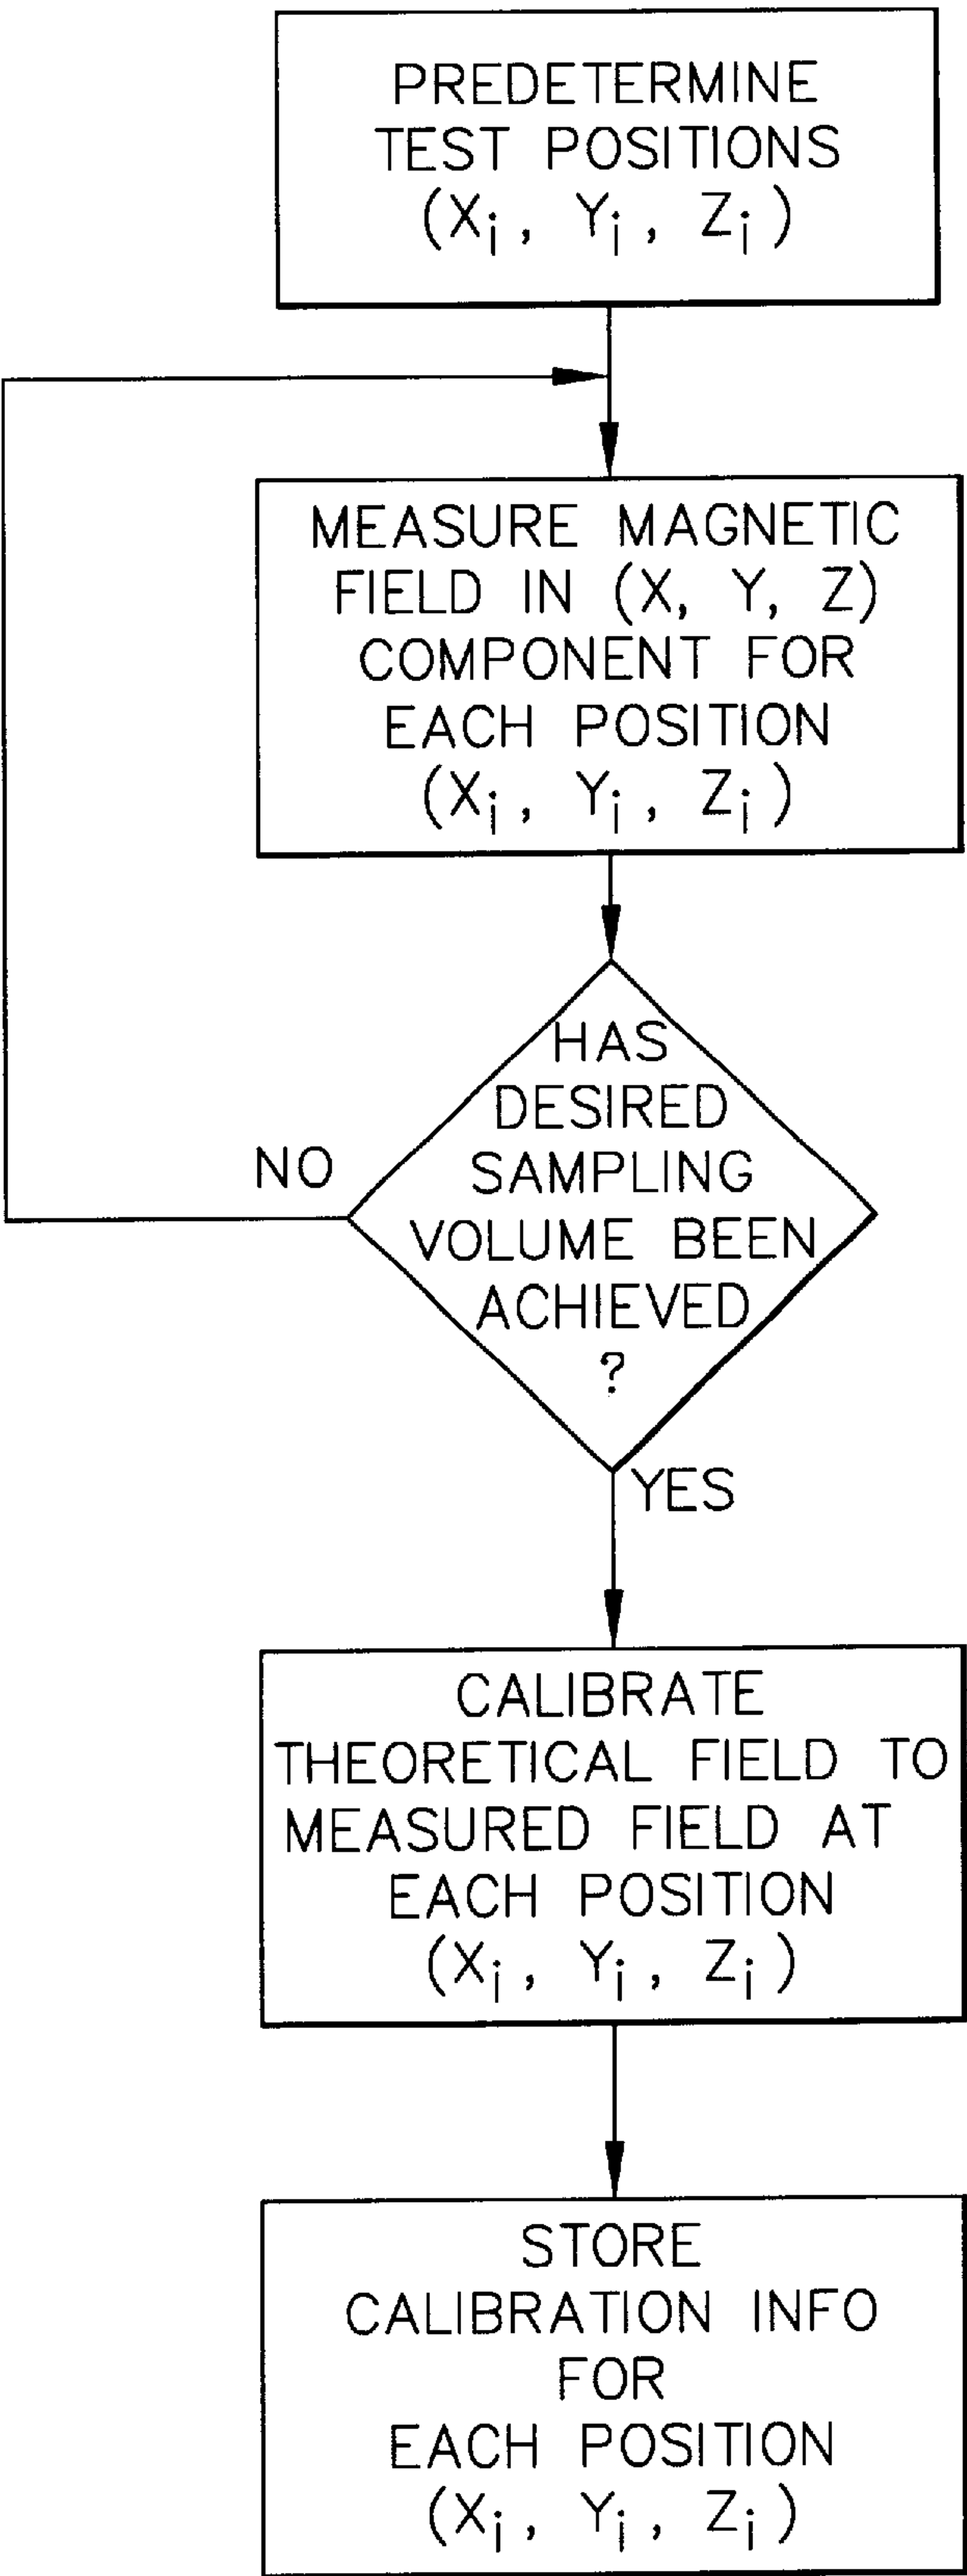 PREDETERMINE
TEST POSITIONS
(Xi, Yi, Zi)
MEASURE MAGNETIC
FIELD IN (X, Y, Z)
COMPONENT FOR
EACH POSITION
(Xi, Yi, Zi)
HAS
DESIRED
SAMPLING
VOLUME BEEN
ACHIEVED
?
NO
YES
CALIBRATE
THEORETICAL FIELD TO
MEASURED FIELD AT
EACH POSITION
(Xi, Yi, Zi)
STORE
CALIBRATION INFO
FOR
EACH POSITION
(Xi, Yi, Zi)